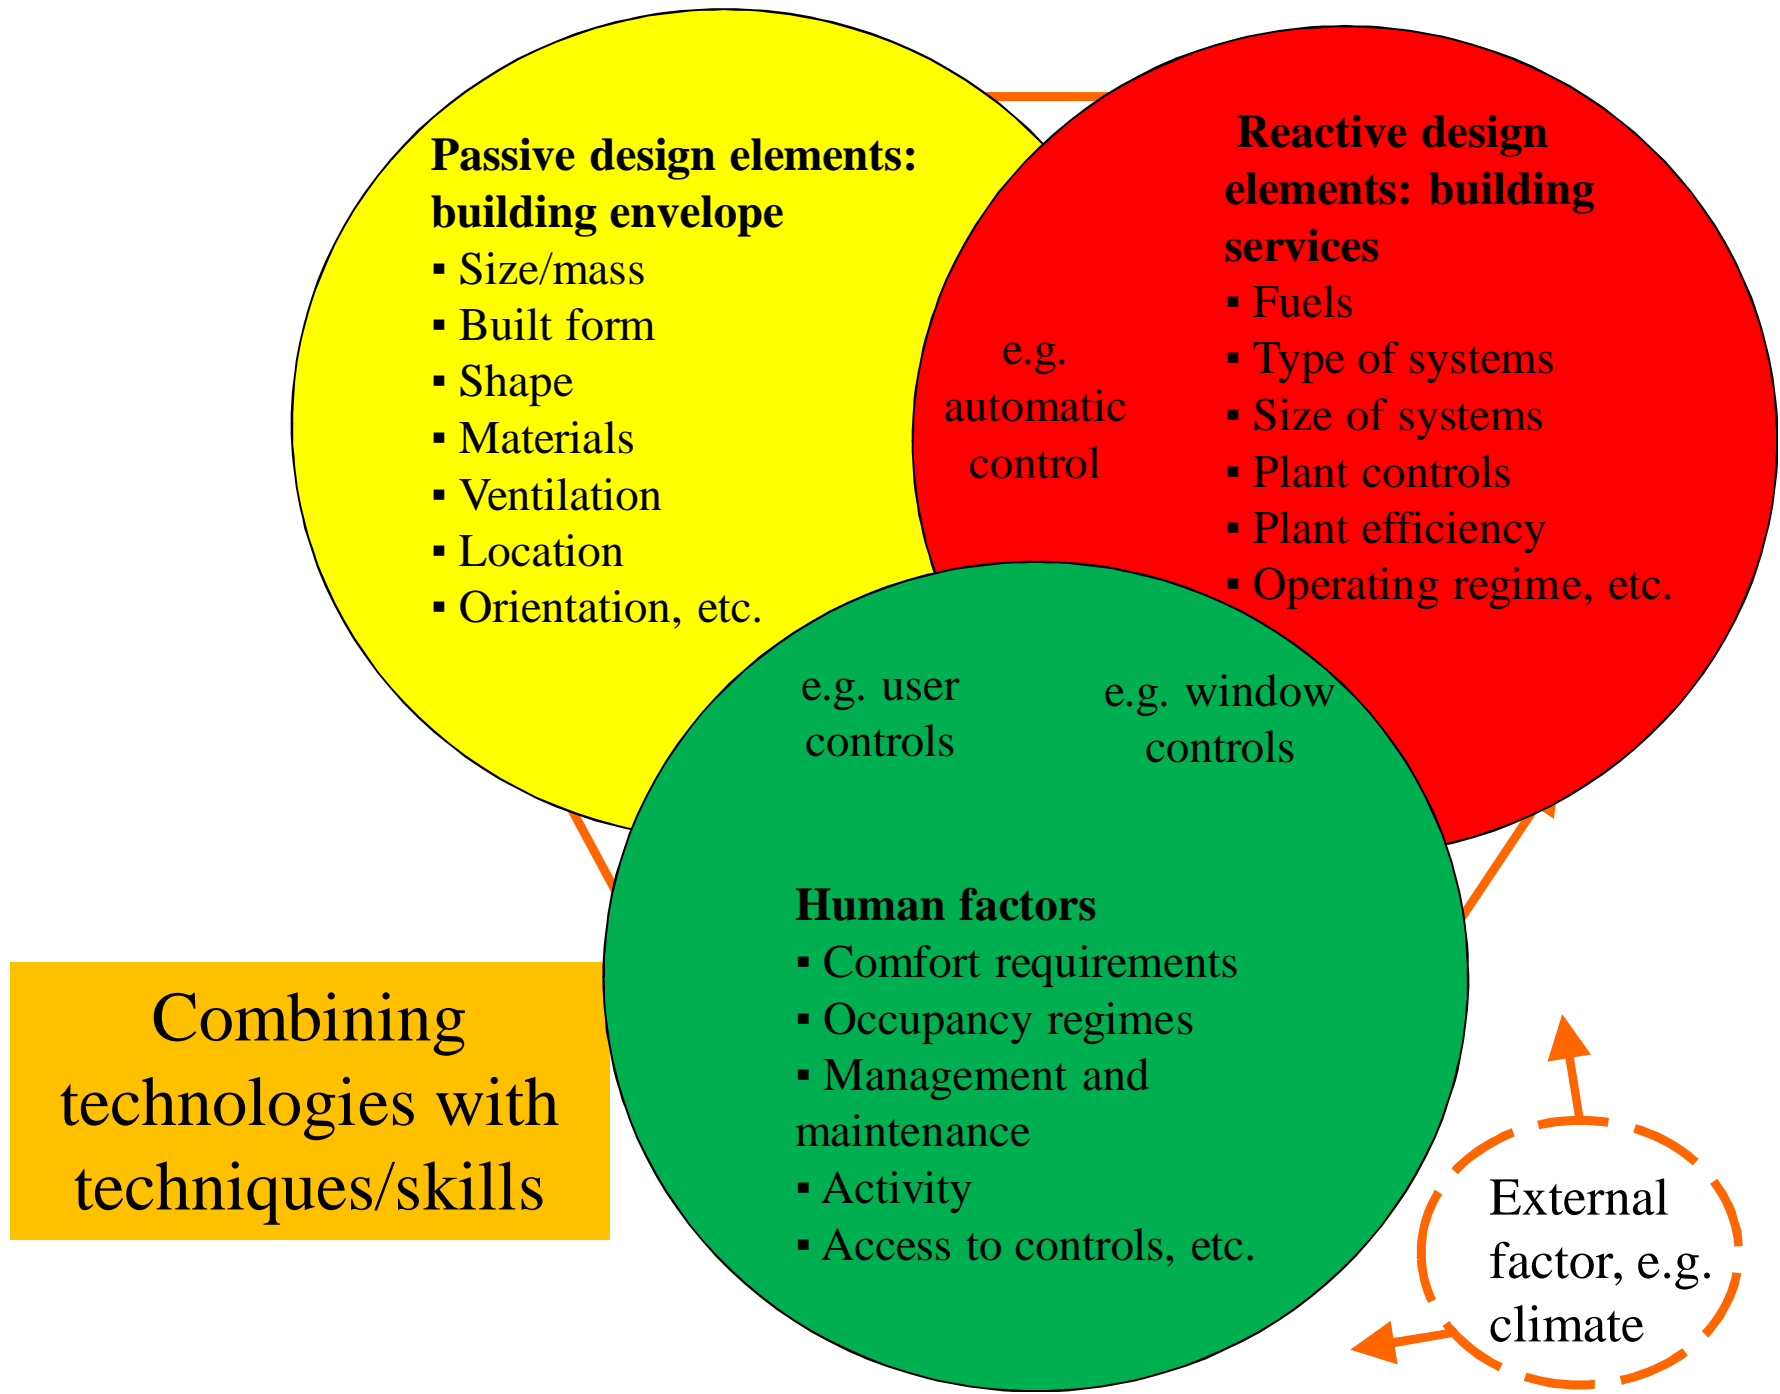 Passive design elements:
building envelope
▪ Size/mass
▪ Built form
▪ Shape
▪ Materials
▪ Ventilation
▪ Location
▪ Orientation, etc.
Reactive design
elements: building
services
▪ Fuels
▪ Type of systems
▪ Size of systems
▪ Plant controls
▪ Plant efficiency
▪ Operating regime, etc.
e.g.
automatic
control
e.g. user
controls
e.g. window
controls
Human factors
▪ Comfort requirements
▪ Occupancy regimes
▪ Management and
maintenance
▪ Activity
▪ Access to controls, etc.
Combining
technologies with
techniques/skills
External
factor, e.g.
climate